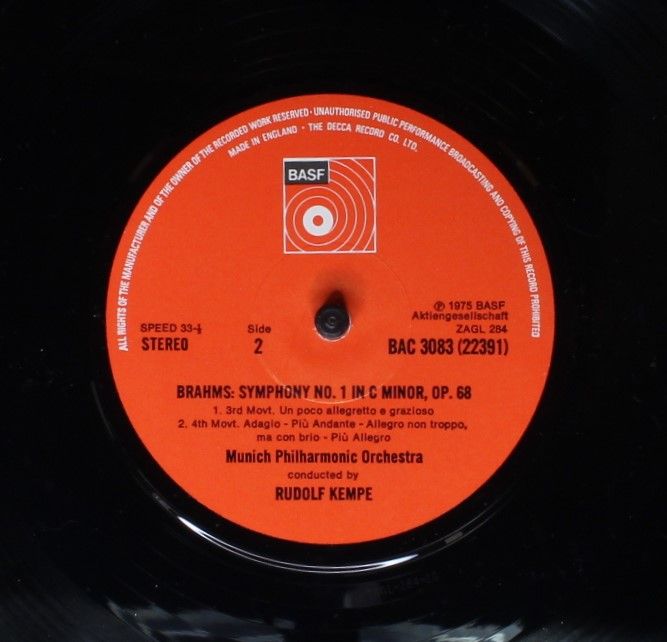 ALL RIGHTS OF THE MANUFACTURER AND OF THE OWNER OF THE RECORDED WORK RESERVED · UNAUTHORISED PUBLIC PERFORMANCE BROADCASTING AND COPYING OF THIS RECORD PROHIBITED
MADE IN ENGLAND · THE DECCA RECORD CO. LTD.
BASF
℗ 1975 BASF
Aktiengesellschaft
SPEED 33-⅓ Side ZAGL 284
STEREO 2 BAC 3083 (22391)
BRAHMS: SYMPHONY NO. 1 IN C MINOR, OP. 68
1. 3rd Movt. Un poco allegretto e grazioso
2. 4th Movt. Adagio - Più Andante - Allegro non troppo,
ma con brio - Più Allegro
Munich Philharmonic Orchestra
conducted by
RUDOLF KEMPE